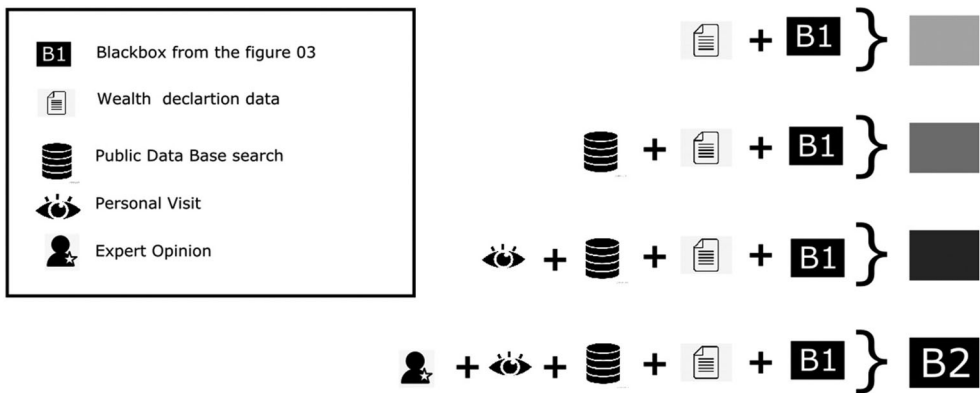 B1 Blackbox from the figure 03
Wealth declartion data
Public Data Base search
Personal Visit
Expert Opinion
+ B1 }
+ + B1 }
+ + + B1 }
+ + + + B1 } B2